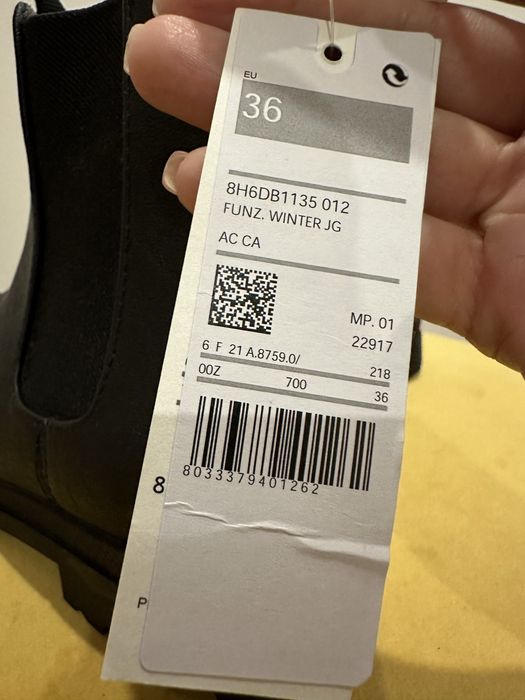 EU
36
8H6DB1135 012
FUNZ. WINTER JG
AC CA
MP. 01
22917
6 F 21 A.8759.0/ 218
00Z 700 36
8033379401262
8
P